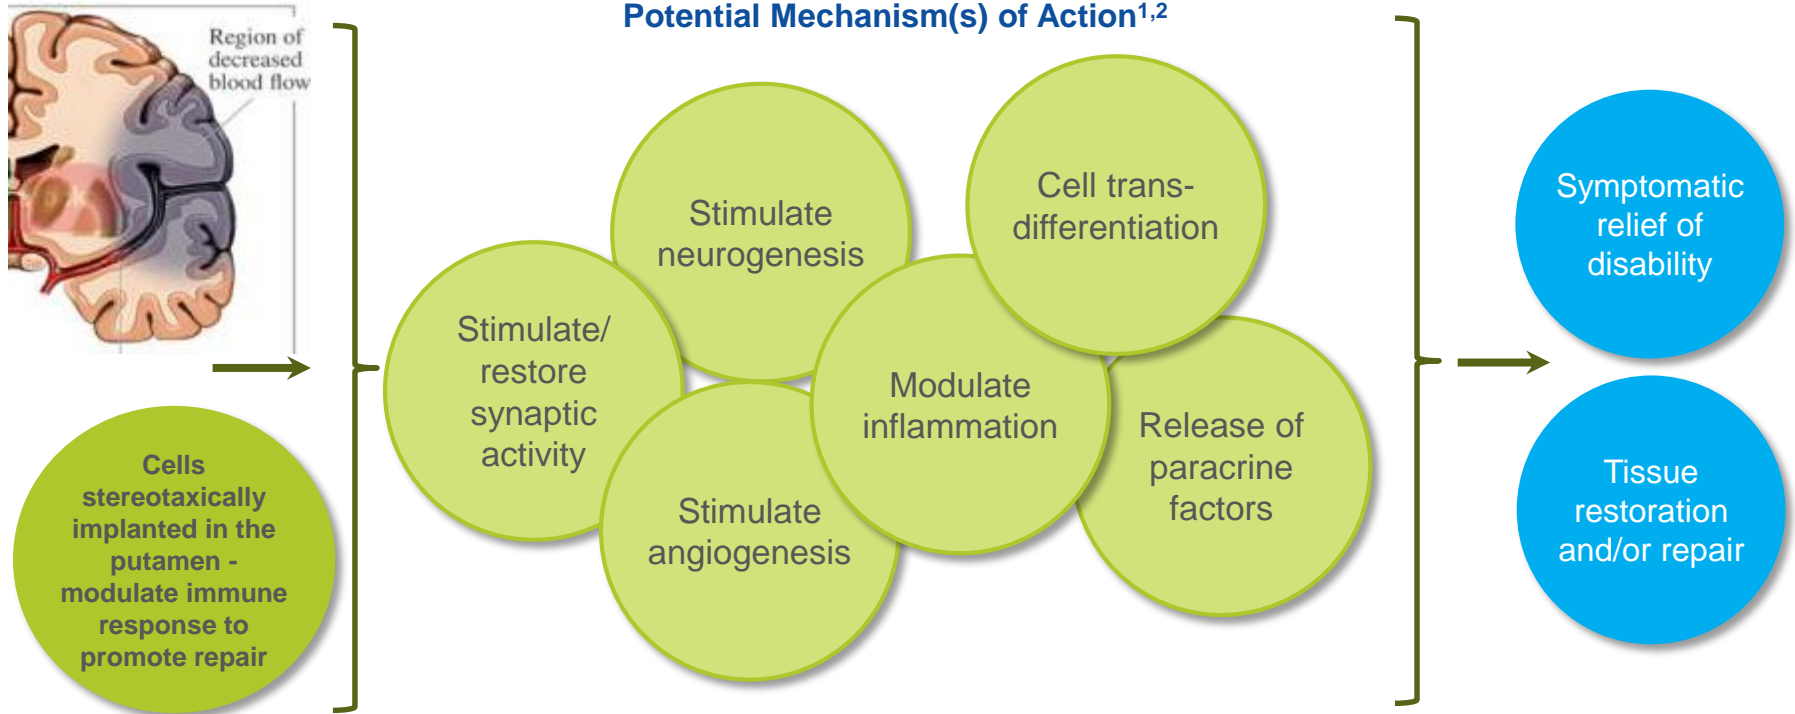 Potential Mechanism(s) of Action1,2
Region of
decreased
blood flow
Cells
stereotaxically
implanted in the
putamen -
modulate immune
response to
promote repair
Stimulate/
restore
synaptic
activity
Stimulate
neurogenesis
Stimulate
angiogenesis
Modulate
inflammation
Cell trans-
differentiation
Release of
paracrine
factors
Symptomatic
relief of
disability
Tissue
restoration
and/or repair